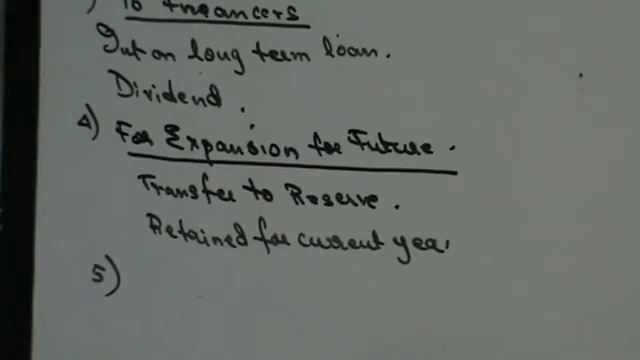 ) To Financers
Int on long term loan.
Dividend.
4) For Expansion for Future.
Transfer to Reserve.
Retained for current year
5)